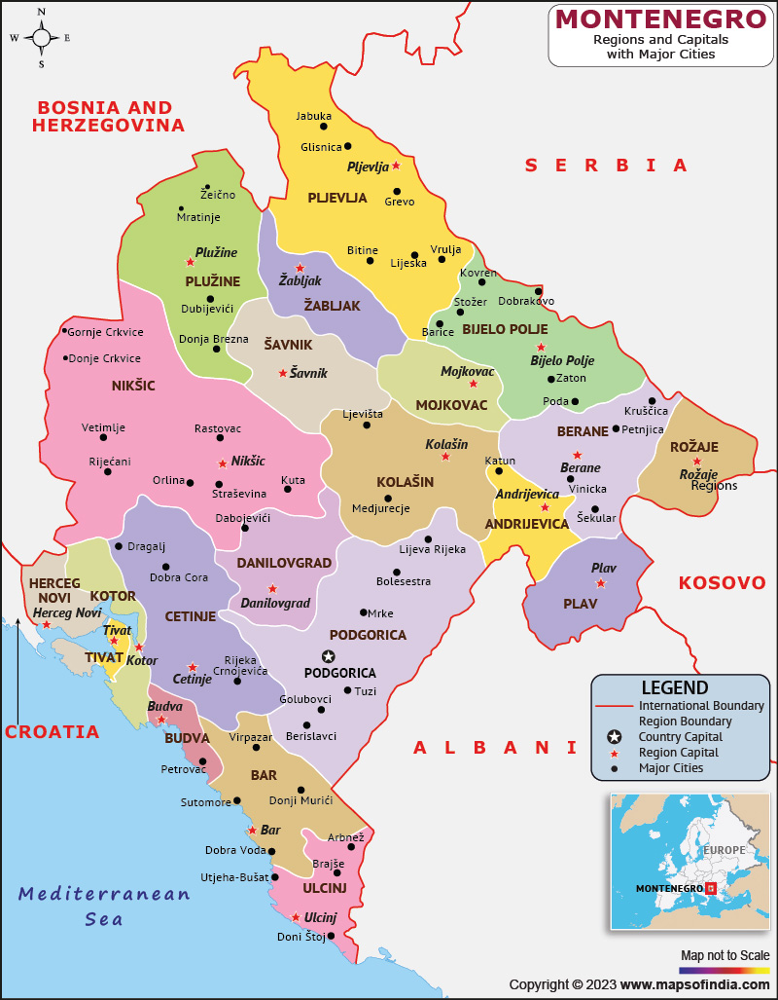 MONTENEGRO
Regions and Capitals
with Major Cities
N
W
E
S
BOSNIA AND
HERZEGOVINA
SERBIA
Jabuka
Glisnica
Pljevlja
PLJEVLJA
Grevo
Žeično
Mratinje
Plužine
PLUŽINE
Dubijevići
Donja Brezna
Bitine
Lijeska
Vrulja
Žabljak
ŽABLJAK
Kovren
Stožer
Dobrakovo
Barice
BIJELO POLJE
Bijelo Polje
Zaton
Poda
Gornje Crkvice
Donje Crkvice
NIKŠIC
ŠAVNIK
Šavnik
Mojkovac
MOJKOVAC
Kruščica
Petnjica
BERANE
Berane
Vinicka
Šekular
ROŽAJE
Rožaje
Regions
Ljevišta
Kolašin
KOLAŠIN
Medjurecje
Katun
Andrijevica
ANDRIJEVICA
Vetimlje
Rijećani
Rastovac
Nikšic
Orlina
Straševina
Kuta
Dabojevići
Dragalj
Dobra Cora
DANILOVGRAD
Danilovgrad
Lijeva Rijeka
Bolesestra
Mrke
PODGORICA
PODGORICA
Tuzi
Golubovci
Berislavci
Plav
PLAV
KOSOVO
HERCEG
NOVI
Herceg Novi
KOTOR
Kotor
Tivat
TIVAT
CETINJE
Cetinje
Rijeka
Crnojevića
CROATIA
Budva
BUDVA
Petrovac
Virpazar
BAR
Donji Murići
Sutomore
Bar
Dobra Voda
Utjeha-Bušat
Arbnež
Brajše
ULCINJ
Ulcinj
Doni Štoj
ALBANI
Mediterranean
Sea
LEGEND
International Boundary
Region Boundary
Country Capital
Region Capital
Major Cities
EUROPE
MONTENEGRO
Map not to Scale
Copyright © 2023 www.mapsofindia.com